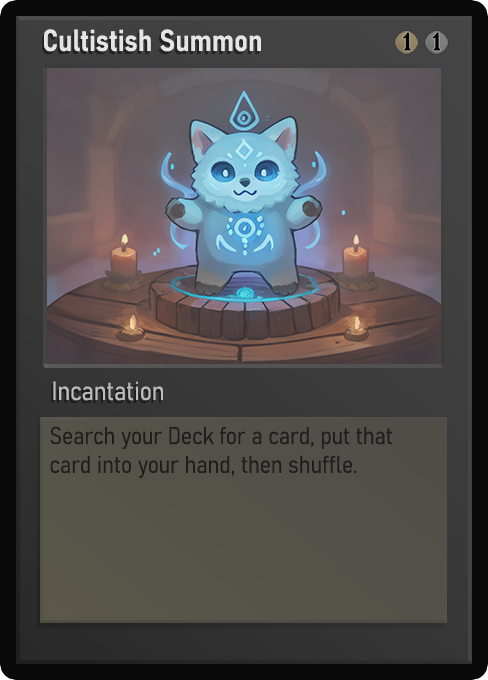 Cultistish Summon 1 1
Incantation
Search your Deck for a card, put that
card into your hand, then shuffle.